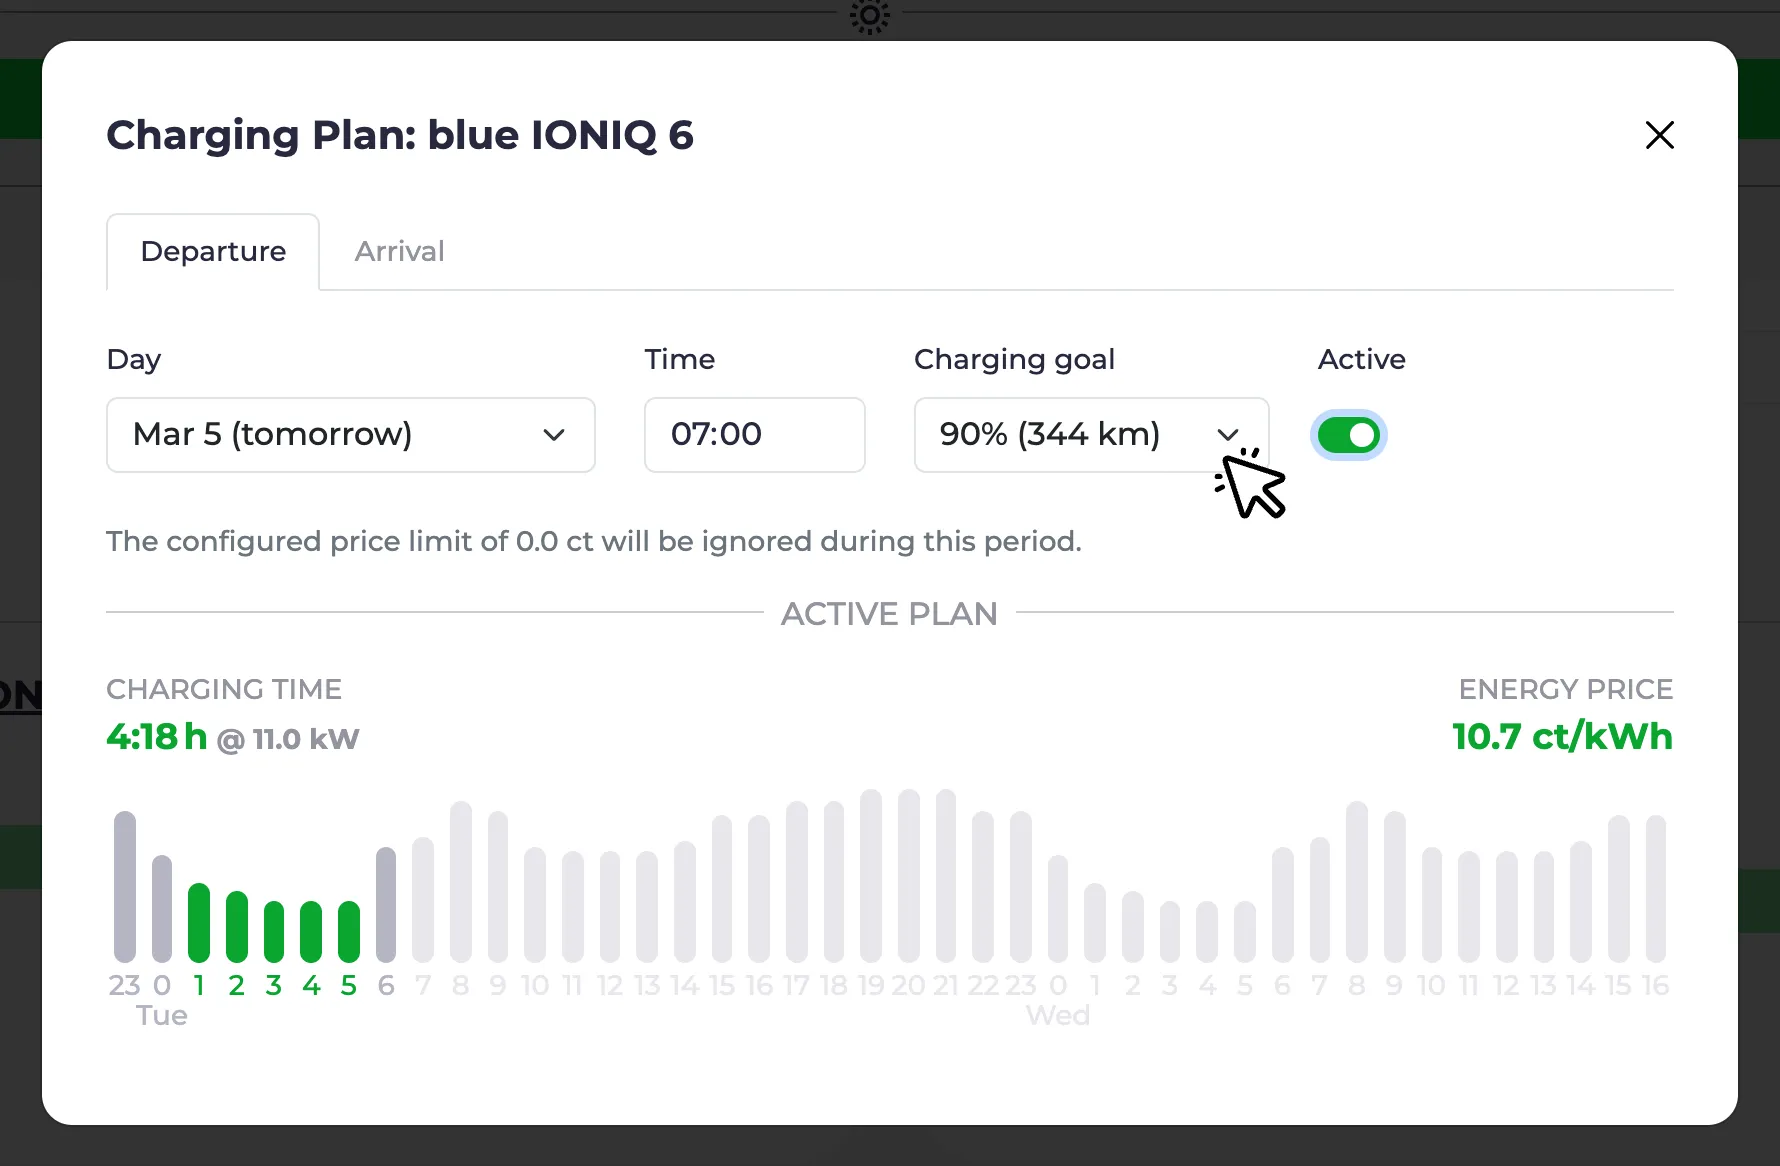 Charging Plan: blue IONIQ 6
Departure Arrival
Day Time Charging goal Active
Mar 5 (tomorrow) 07:00 90% (344 km)
The configured price limit of 0.0 ct will be ignored during this period.
ACTIVE PLAN
CHARGING TIME ENERGY PRICE
4:18 h @ 11.0 kW 10.7 ct/kWh
23 0 1 2 3 4 5 6 7 8 9 10 11 12 13 14 15 16 17 18 19 20 21 22 23 0 1 2 3 4 5 6 7 8 9 10 11 12 13 14 15 16
Tue Wed